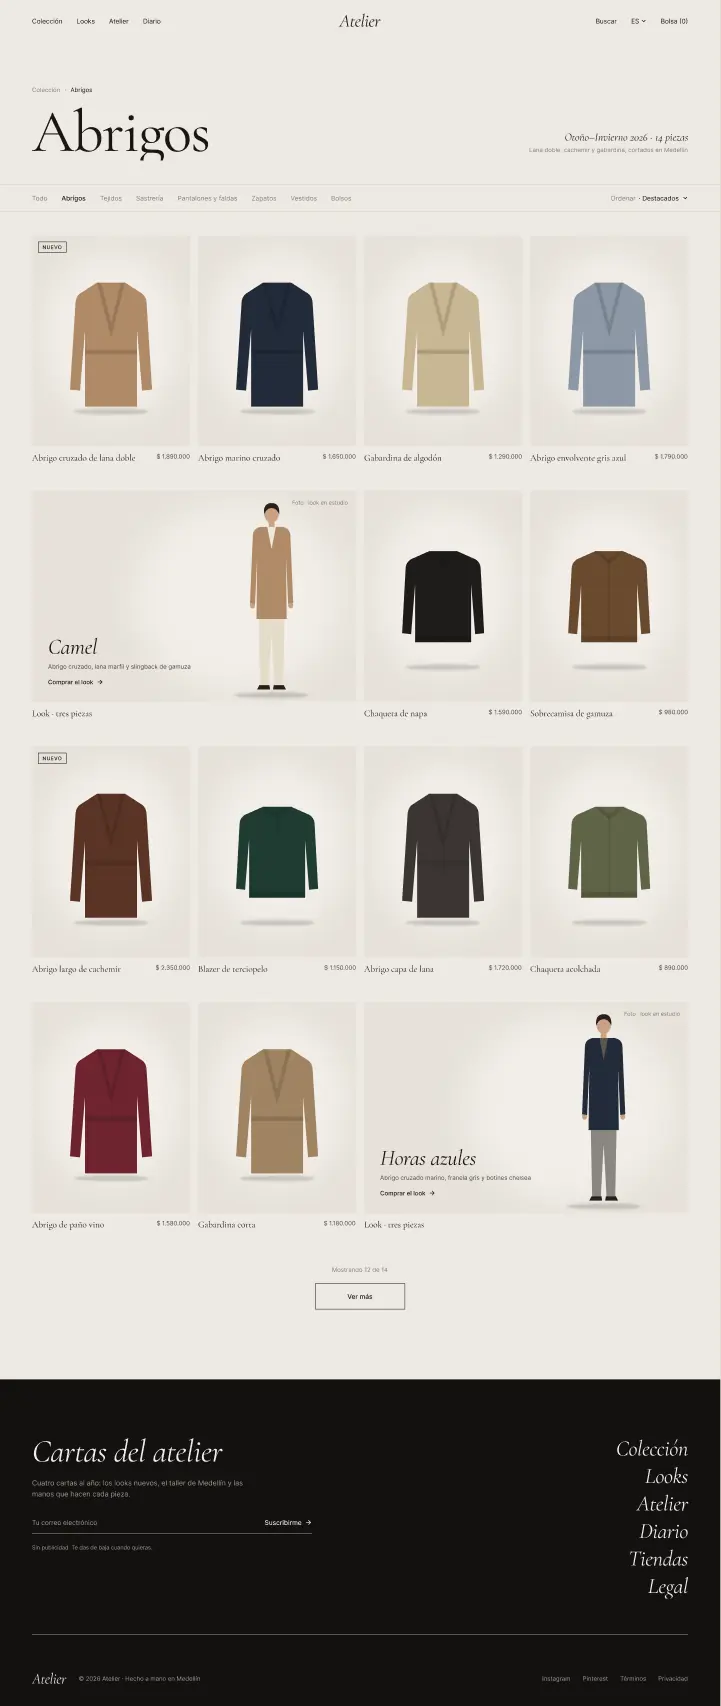 Colección Looks Atelier Diario Atelier Buscar ES Bolsa (0)
Colección · Abrigos
Abrigos
Otoño–Invierno 2026 · 14 piezas
Lana doble, cachemir y gabardina, cortados en Medellín
Todo Abrigos Tejidos Sastrería Pantalones y faldas Zapatos Vestidos Bolsos Ordenar · Destacados
NUEVO
Abrigo cruzado de lana doble $ 1.890.000
Abrigo marino cruzado $ 1.650.000
Gabardina de algodón $ 1.290.000
Abrigo envolvente gris azul $ 1.790.000
Foto · look en estudio
Camel
Abrigo cruzado, lana marfil y slingback de gamuza
Comprar el look →
Look · tres piezas
Chaqueta de napa $ 1.590.000
Sobrecamisa de gamuza $ 980.000
NUEVO
Abrigo largo de cachemir $ 2.350.000
Blazer de terciopelo $ 1.150.000
Abrigo capa de lana $ 1.720.000
Chaqueta acolchada $ 890.000
Abrigo de paño vino $ 1.580.000
Gabardina corta $ 1.180.000
Foto · look en estudio
Horas azules
Abrigo cruzado marino, franela gris y botines chelsea
Comprar el look →
Look · tres piezas
Mostrando 12 de 14
Ver más
Cartas del atelier
Cuatro cartas al año: los looks nuevos, el taller de Medellín y las
manos que hacen cada pieza.
Tu correo electrónico Suscribirme →
Sin publicidad. Te das de baja cuando quieras.
Colección
Looks
Atelier
Diario
Tiendas
Legal
Atelier © 2026 Atelier · Hecho a mano en Medellín Instagram Pinterest Términos Privacidad